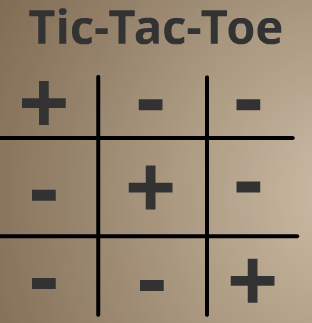 Tic-Tac-Toe
+ - -
- + -
- - +